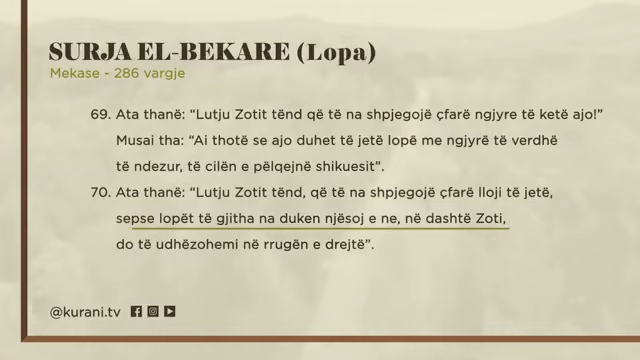 SURJA EL-BEKARE (Lopa)
Mekase - 286 vargje
69. Ata thanë: “Lutju Zotit tënd që të na shpjegojë çfarë ngjyre të ketë ajo!”
Musai tha: “Ai thotë se ajo duhet të jetë lopë me ngjyrë të verdhë
të ndezur, të cilën e pëlqejnë shikuesit”.
70. Ata thanë: “Lutju Zotit tënd, që të na shpjegojë çfarë lloji të jetë,
sepse lopët të gjitha na duken njësoj e ne, në dashtë Zoti,
do të udhëzohemi në rrugën e drejtë”.
@kurani.tv